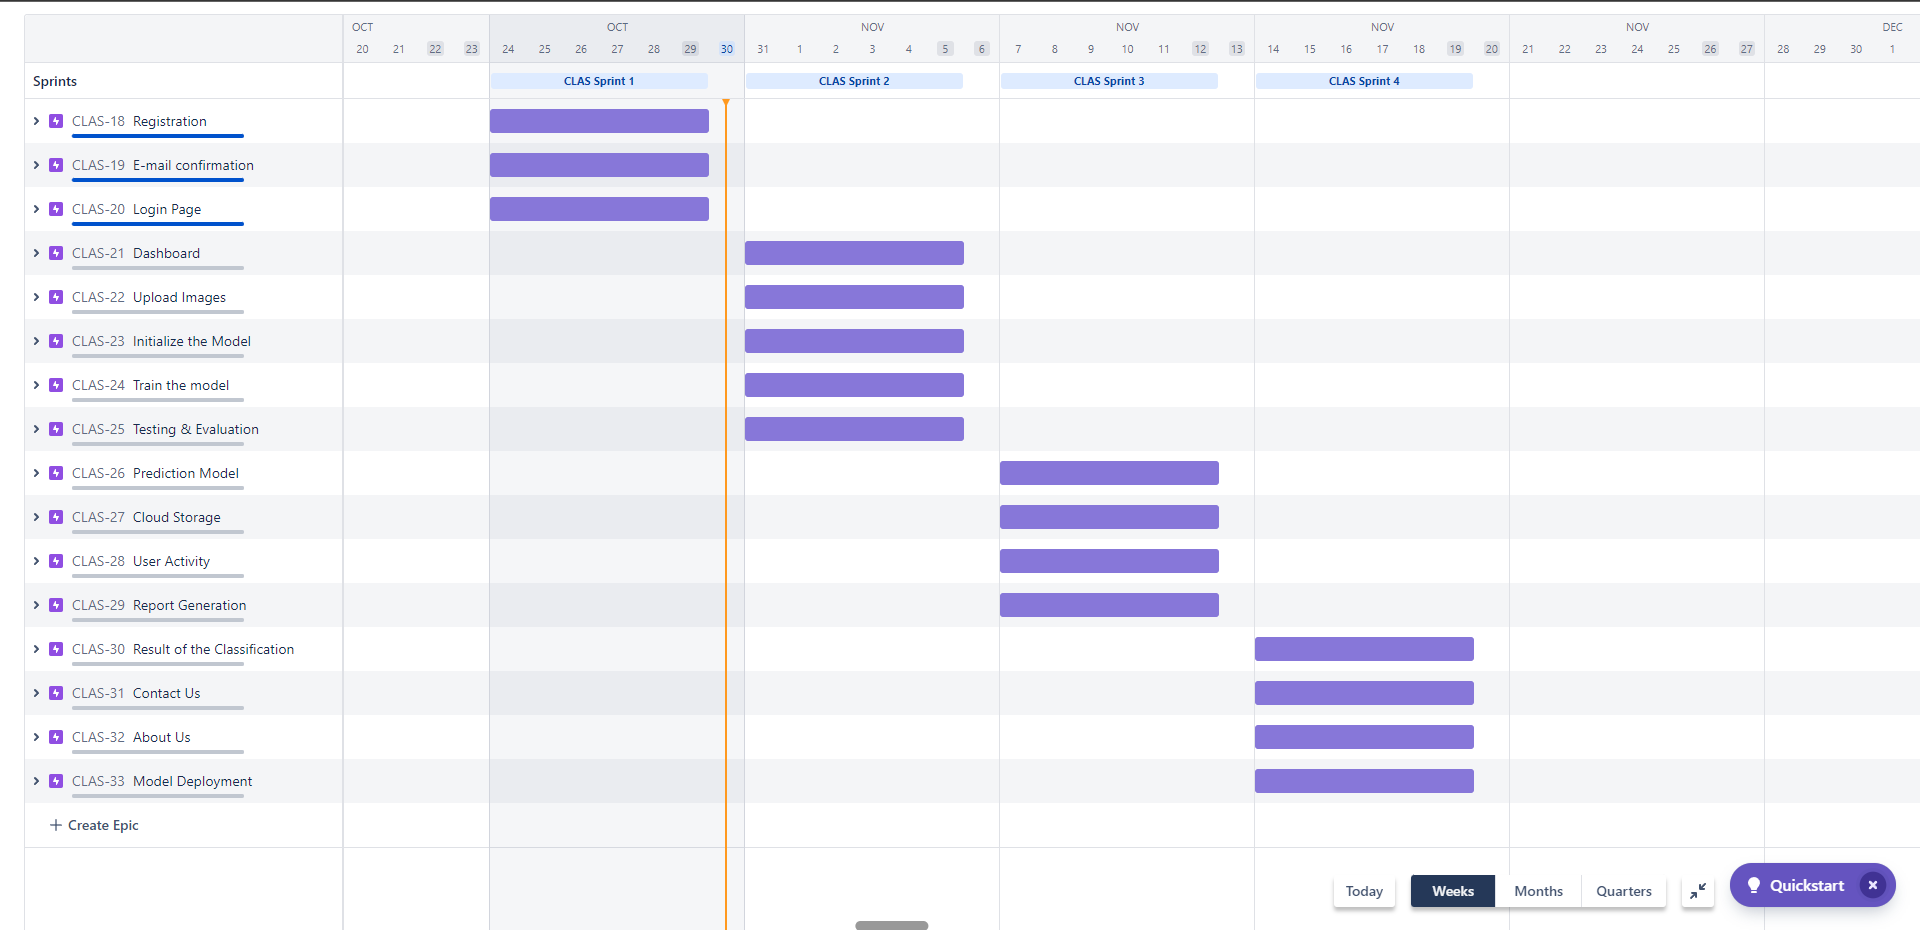 OCT OCT NOV NOV NOV NOV DEC
20 21 22 23 24 25 26 27 28 29 30 31 1 2 3 4 5 6 7 8 9 10 11 12 13 14 15 16 17 18 19 20 21 22 23 24 25 26 27 28 29 30 1
Sprints CLAS Sprint 1 CLAS Sprint 2 CLAS Sprint 3 CLAS Sprint 4
CLAS-18 Registration
CLAS-19 E-mail confirmation
CLAS-20 Login Page
CLAS-21 Dashboard
CLAS-22 Upload Images
CLAS-23 Initialize the Model
CLAS-24 Train the model
CLAS-25 Testing & Evaluation
CLAS-26 Prediction Model
CLAS-27 Cloud Storage
CLAS-28 User Activity
CLAS-29 Report Generation
CLAS-30 Result of the Classification
CLAS-31 Contact Us
CLAS-32 About Us
CLAS-33 Model Deployment
+ Create Epic
Today Weeks Months Quarters Quickstart